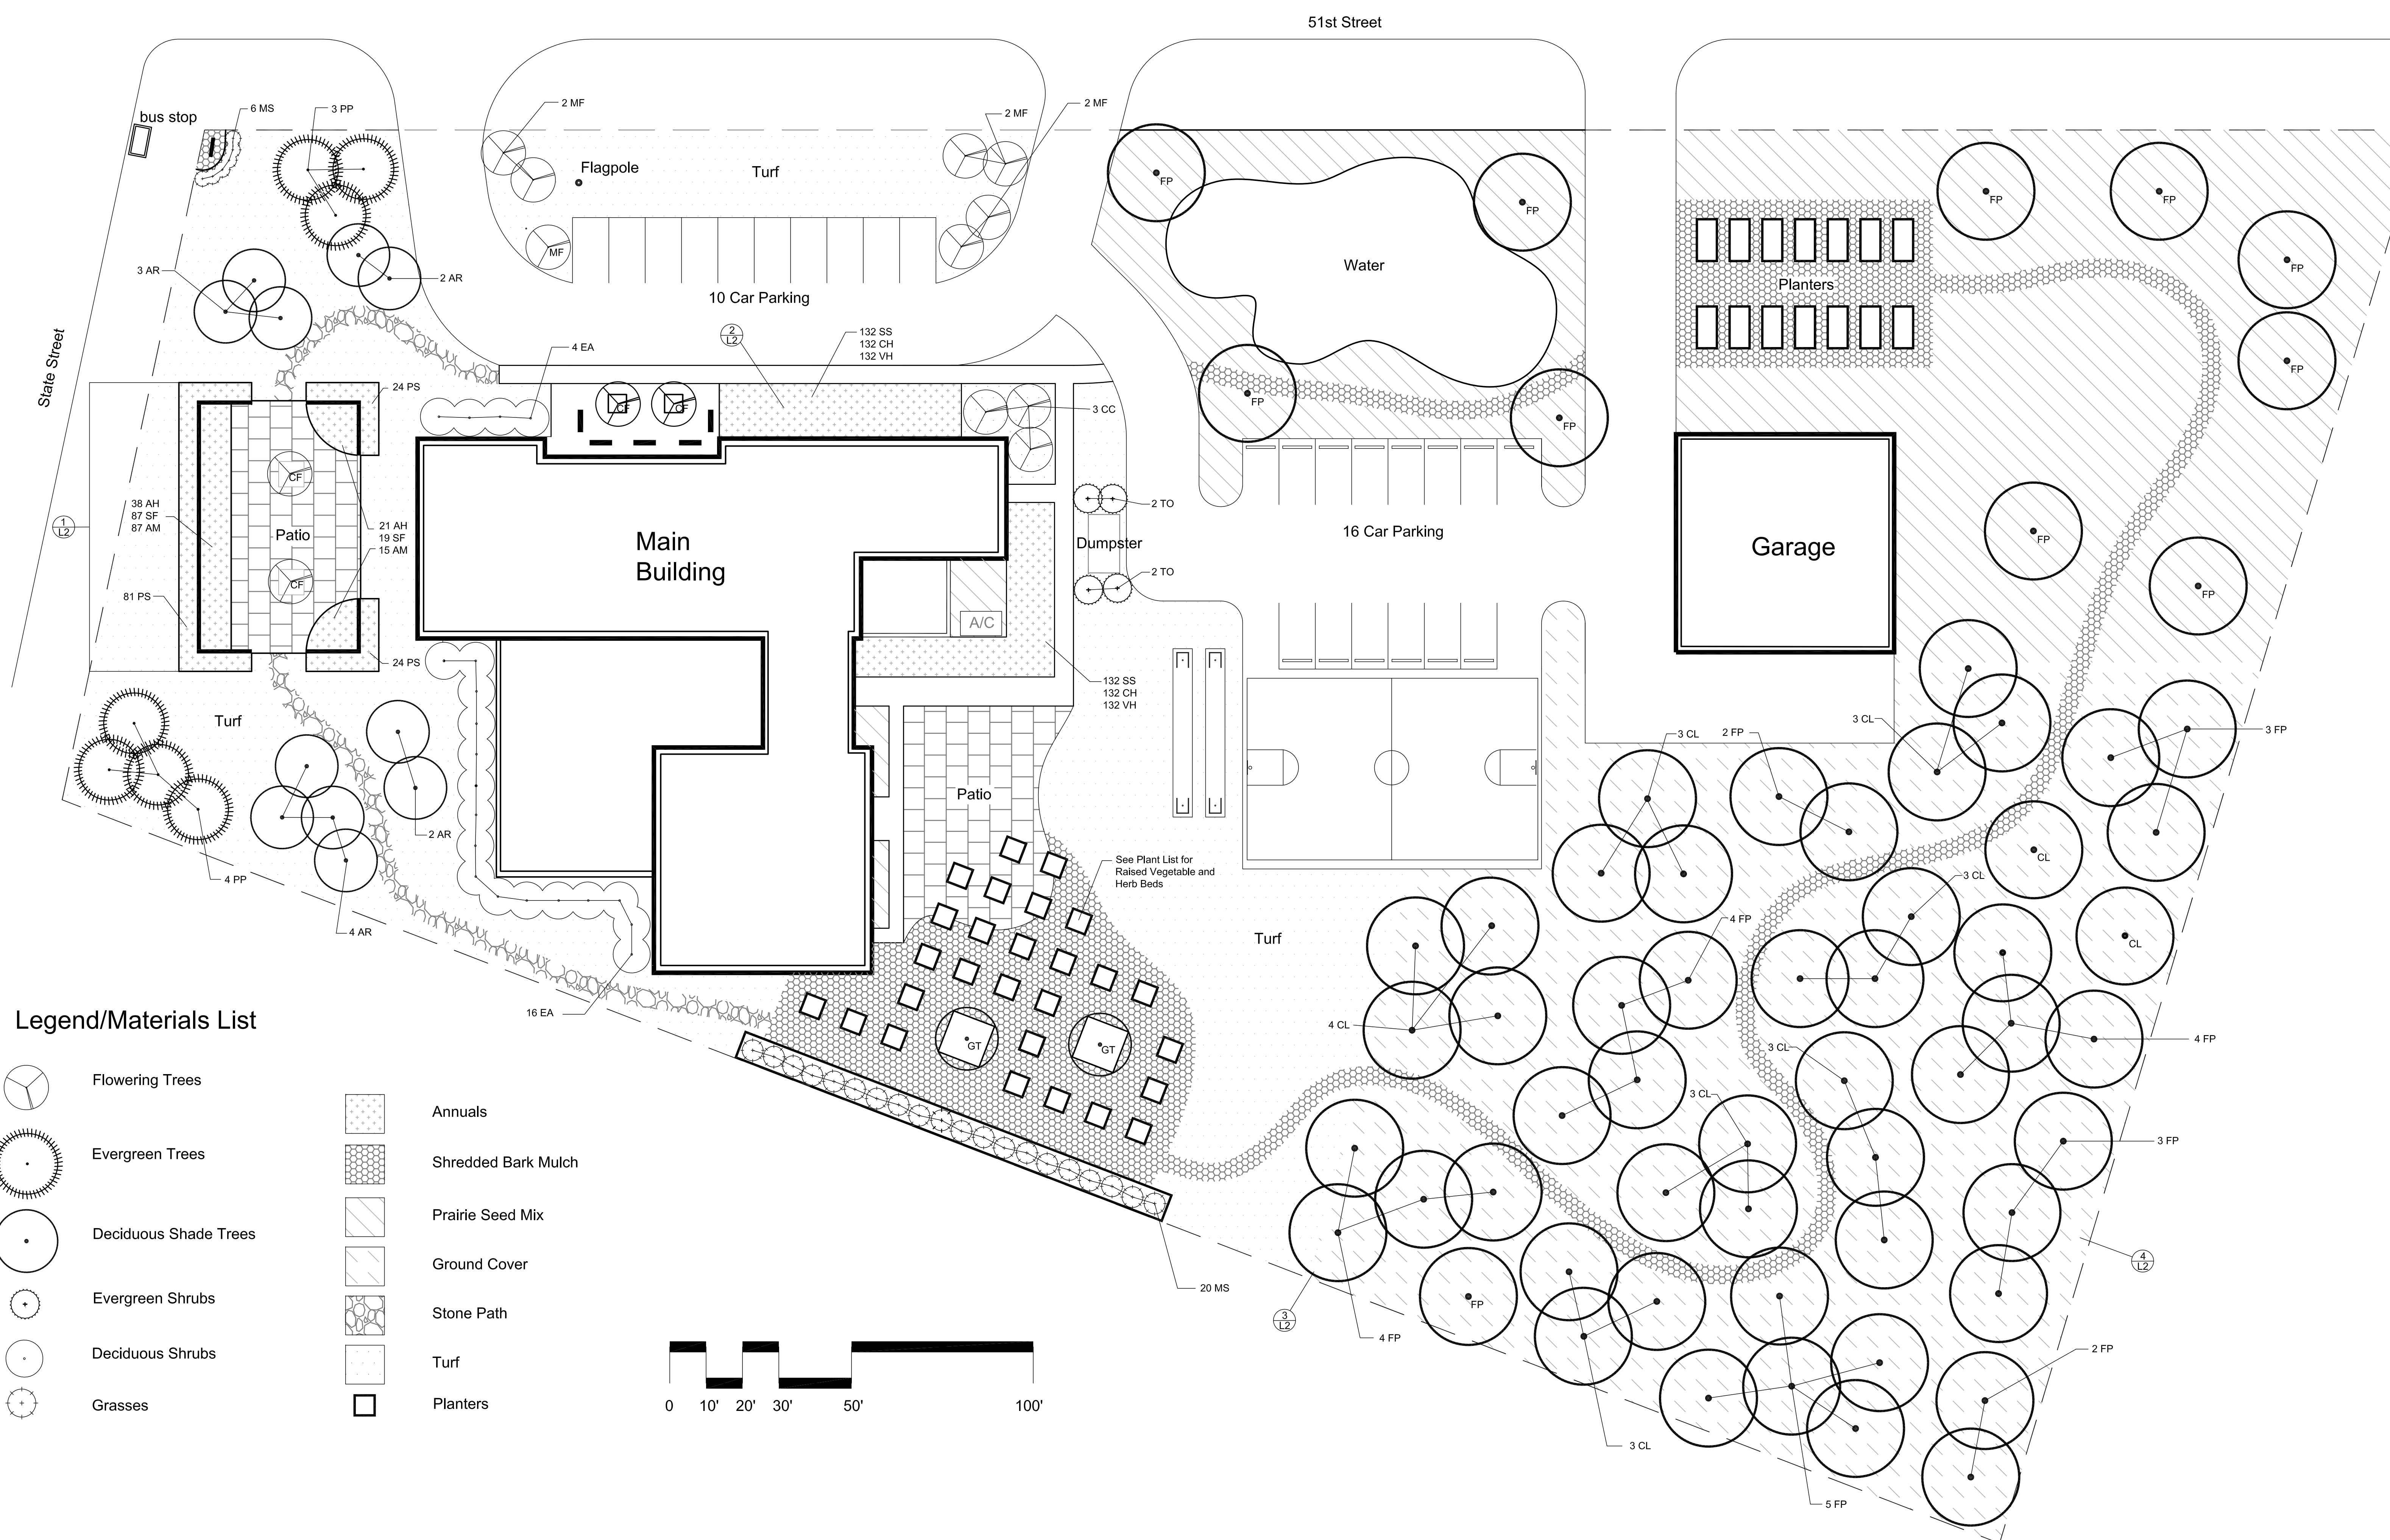 51st Street
bus stop
6 MS
3 PP
2 MF
2 MF
2 MF
Flagpole
Turf
MF
3 AR
2 AR
10 Car Parking
State Street
2
L2
132 SS
132 CH
132 VH
4 EA
24 PS
CF
CF
3 CC
FP
FP
Water
FP
FP
Planters
FP
FP
FP
FP
1
L2
38 AH
87 SF
87 AM
CF
Patio
CF
21 AH
19 SF
15 AM
81 PS
24 PS
Main
Building
A/C
2 TO
Dumpster
2 TO
16 Car Parking
Garage
FP
FP
132 SS
132 CH
132 VH
Turf
2 AR
4 PP
4 AR
16 EA
Patio
See Plant List for
Raised Vegetable and
Herb Beds
GT
GT
20 MS
Turf
3 CL
2 FP
3 CL
3 FP
CL
3 CL
CL
4 FP
4 CL
3 CL
3 CL
4 FP
3 FP
4
L2
3
L2
4 FP
FP
3 CL
5 FP
2 FP
Legend/Materials List
Flowering Trees
Evergreen Trees
Deciduous Shade Trees
Evergreen Shrubs
Deciduous Shrubs
Grasses
Annuals
Shredded Bark Mulch
Prairie Seed Mix
Ground Cover
Stone Path
Turf
Planters
0 10' 20' 30' 50' 100'